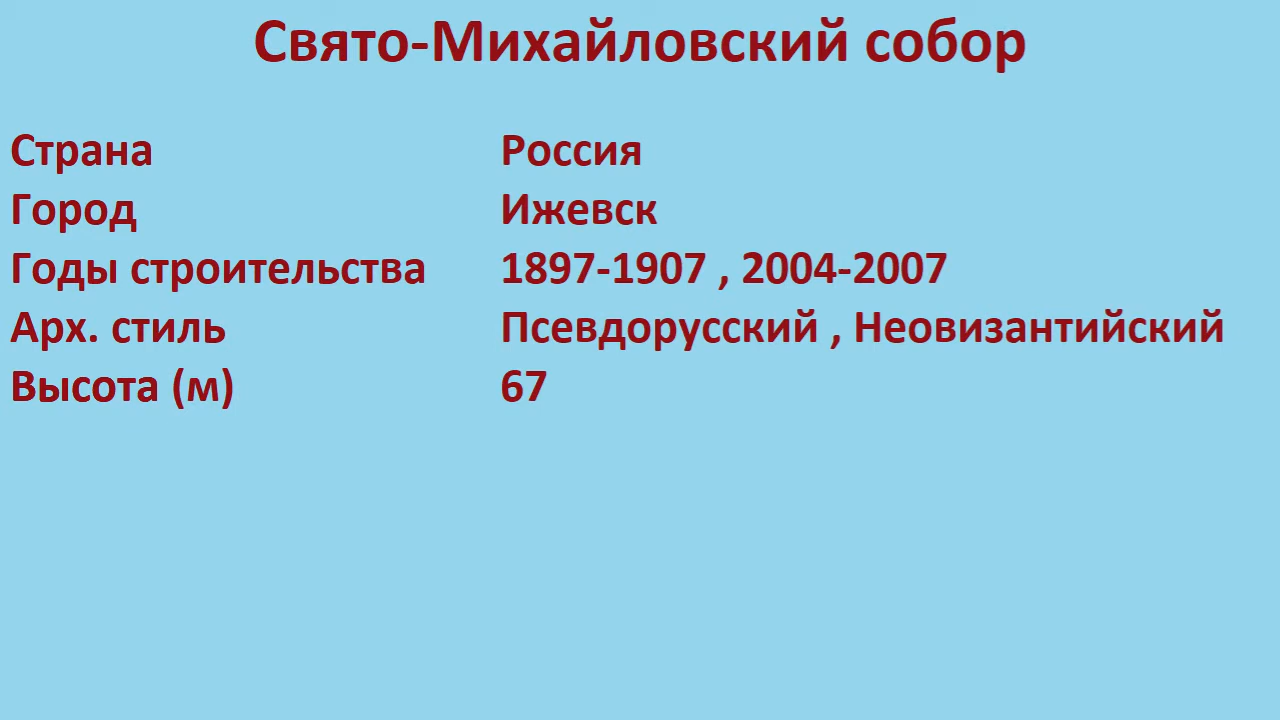 Свято-Михайловский собор
Страна Россия
Город Ижевск
Годы строительства 1897-1907 , 2004-2007
Арх. стиль Псевдорусский , Неовизантийский
Высота (м) 67